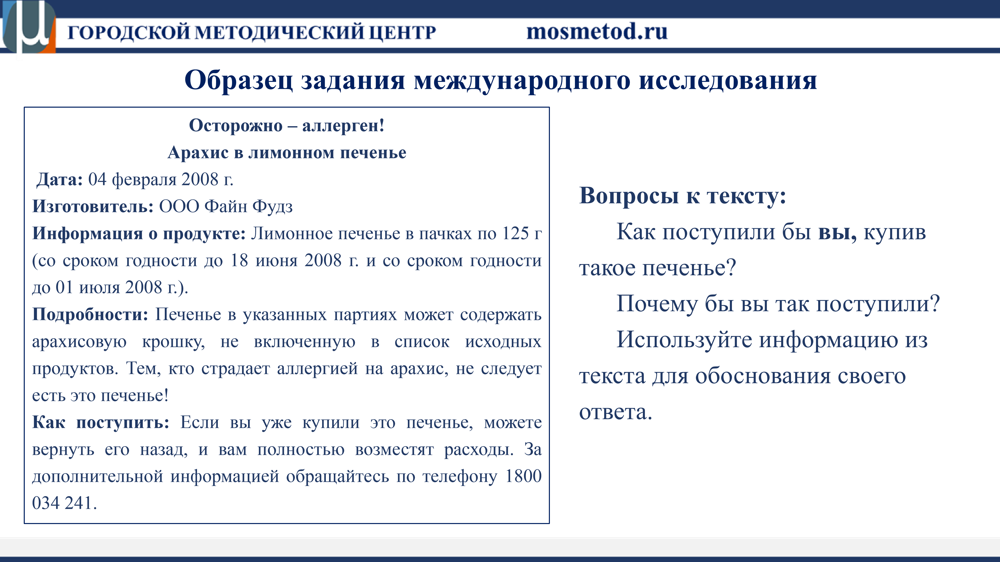 ГОРОДСКОЙ МЕТОДИЧЕСКИЙ ЦЕНТР mosmetod.ru
Образец задания международного исследования
Осторожно – аллерген!
Арахис в лимонном печенье
Дата: 04 февраля 2008 г.
Изготовитель: ООО Файн Фудз
Информация о продукте: Лимонное печенье в пачках по 125 г
(со сроком годности до 18 июня 2008 г. и со сроком годности
до 01 июля 2008 г.).
Подробности: Печенье в указанных партиях может содержать
арахисовую крошку, не включенную в список исходных
продуктов. Тем, кто страдает аллергией на арахис, не следует
есть это печенье!
Как поступить: Если вы уже купили это печенье, можете
вернуть его назад, и вам полностью возместят расходы. За
дополнительной информацией обращайтесь по телефону 1800
034 241.
Вопросы к тексту:
Как поступили бы вы, купив
такое печенье?
Почему бы вы так поступили?
Используйте информацию из
текста для обоснования своего
ответа.